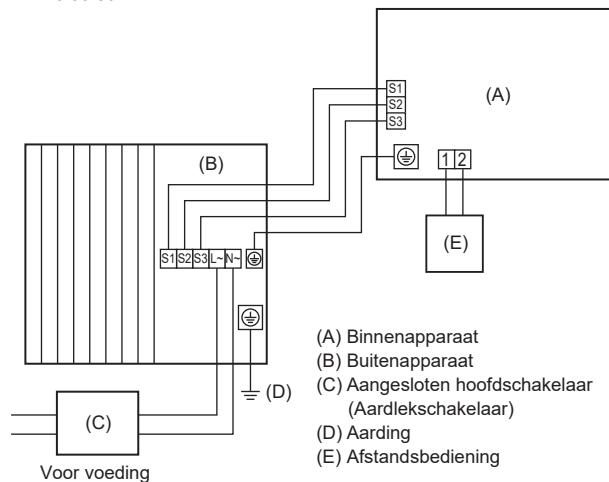 S1
S2
S3
(A)
(B)
1 2
(E)
S1 S2 S3 L~ N~
(D)
(C)
Voor voeding
(A) Binnenapparaat
(B) Buitenapparaat
(C) Aangesloten hoofdschakelaar
(Aardlekschakelaar)
(D) Aarding
(E) Afstandsbediening